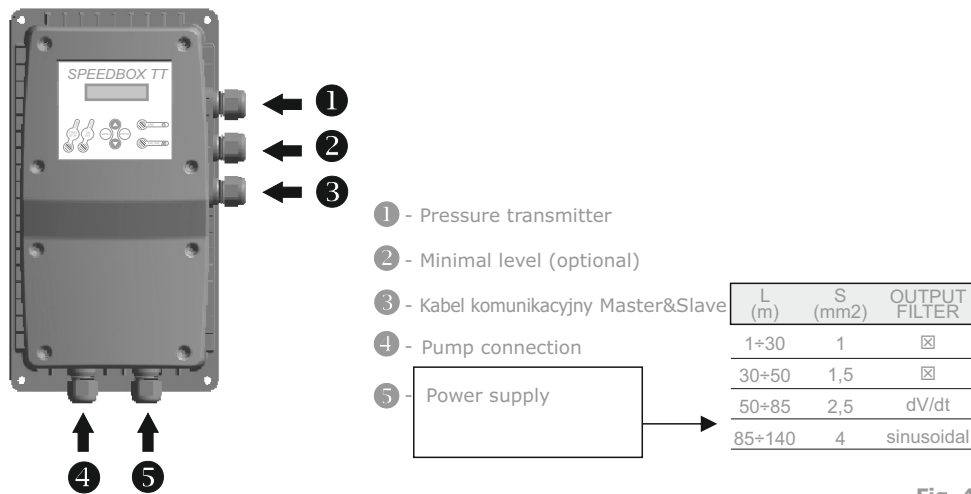 SPEEDBOX TT
1
2
3
1 - Pressure transmitter
2 - Minimal level (optional)
3 - Kabel komunikacyjny Master&Slave
4 - Pump connection
5 - Power supply
L (m) S (mm2) OUTPUT FILTER
1÷30 1 ☒
30÷50 1,5 ☒
50÷85 2,5 dV/dt
85÷140 4 sinusoidal
4 5